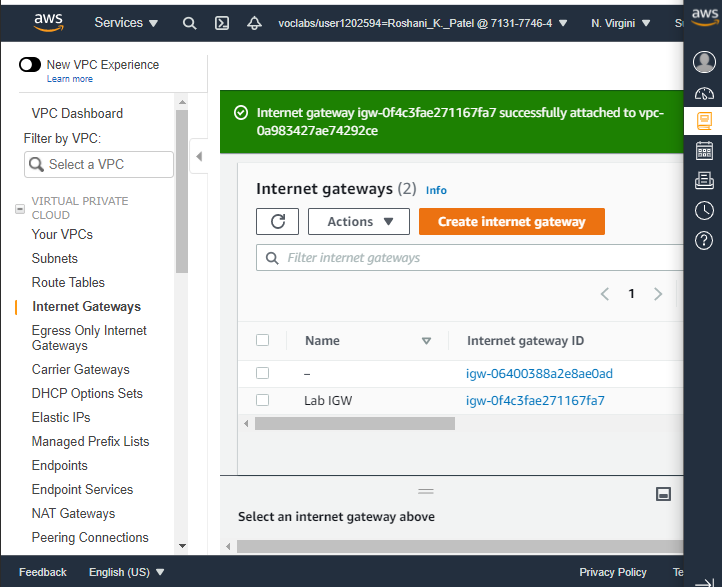 aws
Services
voclabs/user1202594=Roshani_K._Patel @ 7131-7746-4
N. Virgini
aws
New VPC Experience
Learn more
VPC Dashboard
Filter by VPC:
Select a VPC
VIRTUAL PRIVATE
CLOUD
Your VPCs
Subnets
Route Tables
Internet Gateways
Egress Only Internet
Gateways
Carrier Gateways
DHCP Options Sets
Elastic IPs
Managed Prefix Lists
Endpoints
Endpoint Services
NAT Gateways
Peering Connections
Internet gateway igw-0f4c3fae271167fa7 successfully attached to vpc-
0a983427ae74292ce
Internet gateways (2) Info
Actions
Create internet gateway
Filter internet gateways
1
Name
Internet gateway ID
– igw-06400388a2e8ae0ad
Lab IGW igw-0f4c3fae271167fa7
Select an internet gateway above
Feedback
English (US)
Privacy Policy
Te